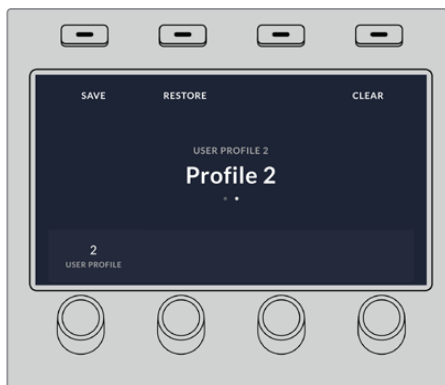 SAVE RESTORE CLEAR
USER PROFILE 2
Profile 2
2
USER PROFILE